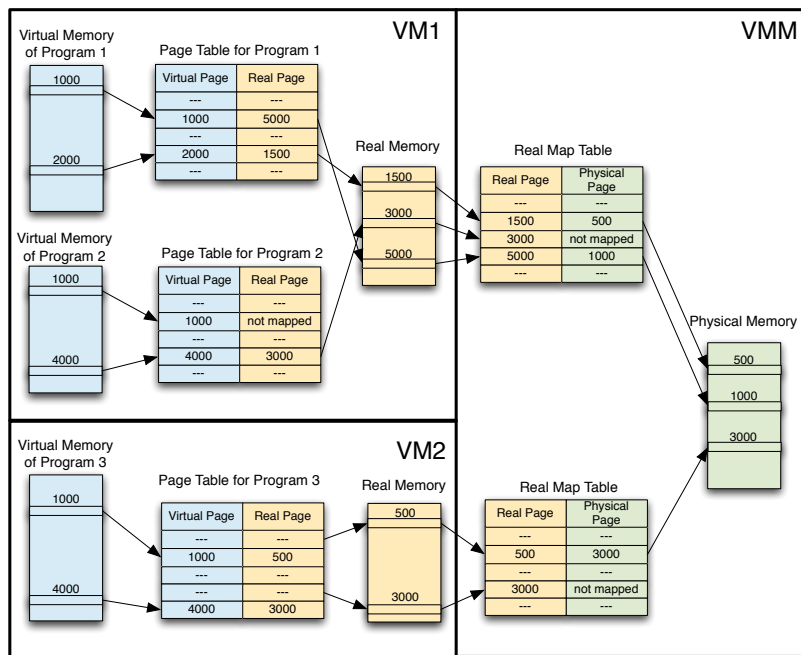 VM1
Virtual Memory
of Program 1
1000
2000
Page Table for Program 1
Virtual Page Real Page
--- ---
1000 5000
--- ---
2000 1500
--- ---
Real Memory
1500
3000
5000
Virtual Memory
of Program 2
1000
4000
Page Table for Program 2
Virtual Page Real Page
--- ---
1000 not mapped
--- ---
4000 3000
--- ---
VM2
Virtual Memory
of Program 3
1000
4000
Page Table for Program 3
Virtual Page Real Page
--- ---
1000 500
--- ---
--- ---
4000 3000
Real Memory
500
3000
VMM
Real Map Table
Real Page Physical
Page
--- ---
1500 500
3000 not mapped
5000 1000
--- ---
Physical Memory
500
1000
3000
Real Map Table
Real Page Physical
Page
--- ---
500 3000
--- ---
3000 not mapped
--- ---